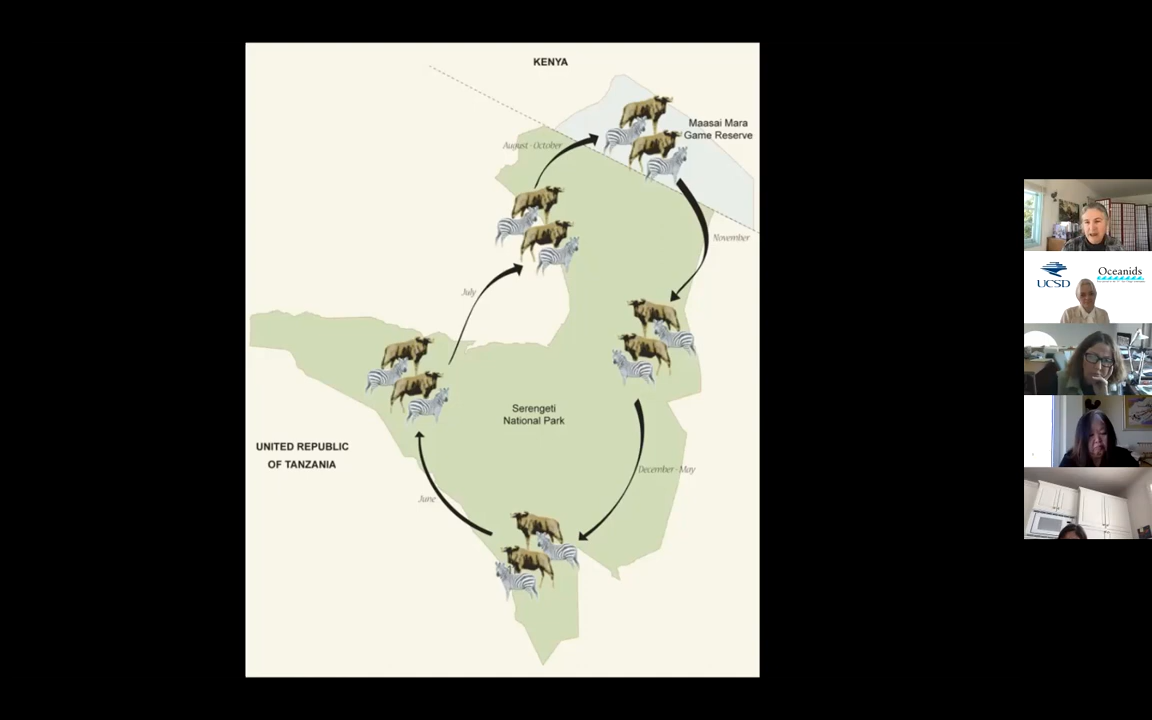 KENYA
Maasai Mara
Game Reserve
August - October
November
July
Serengeti
National Park
UNITED REPUBLIC
OF TANZANIA
December - May
June
UCSD
Oceanids